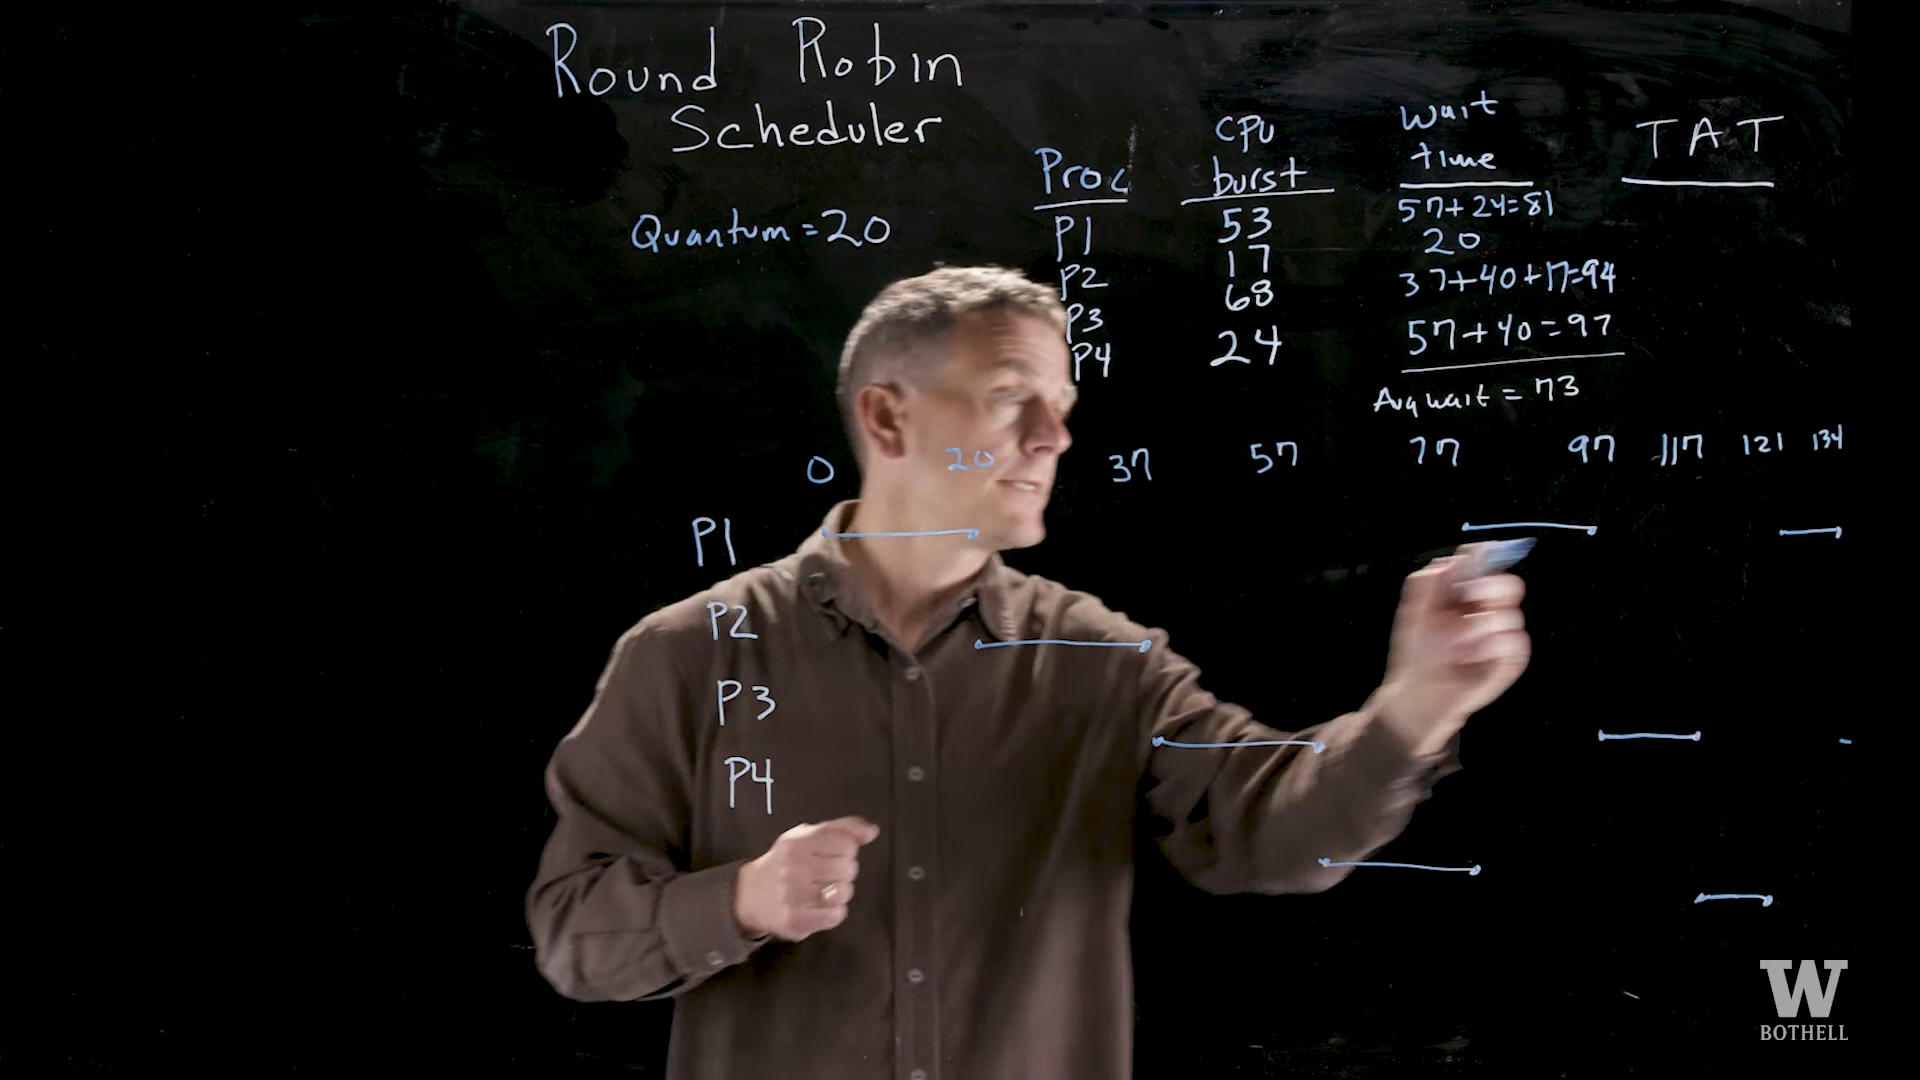 Round Robin
Scheduler
Quantum = 20
Proc CPU burst Wait time TAT
P1 53 57+24=81
P2 17 20
P3 68 37+40+17=94
P4 24 57+40=97
Avg wait = 73
0 20 37 57 77 97 117 121 134
P1
P2
P3
P4
W
BOTHELL